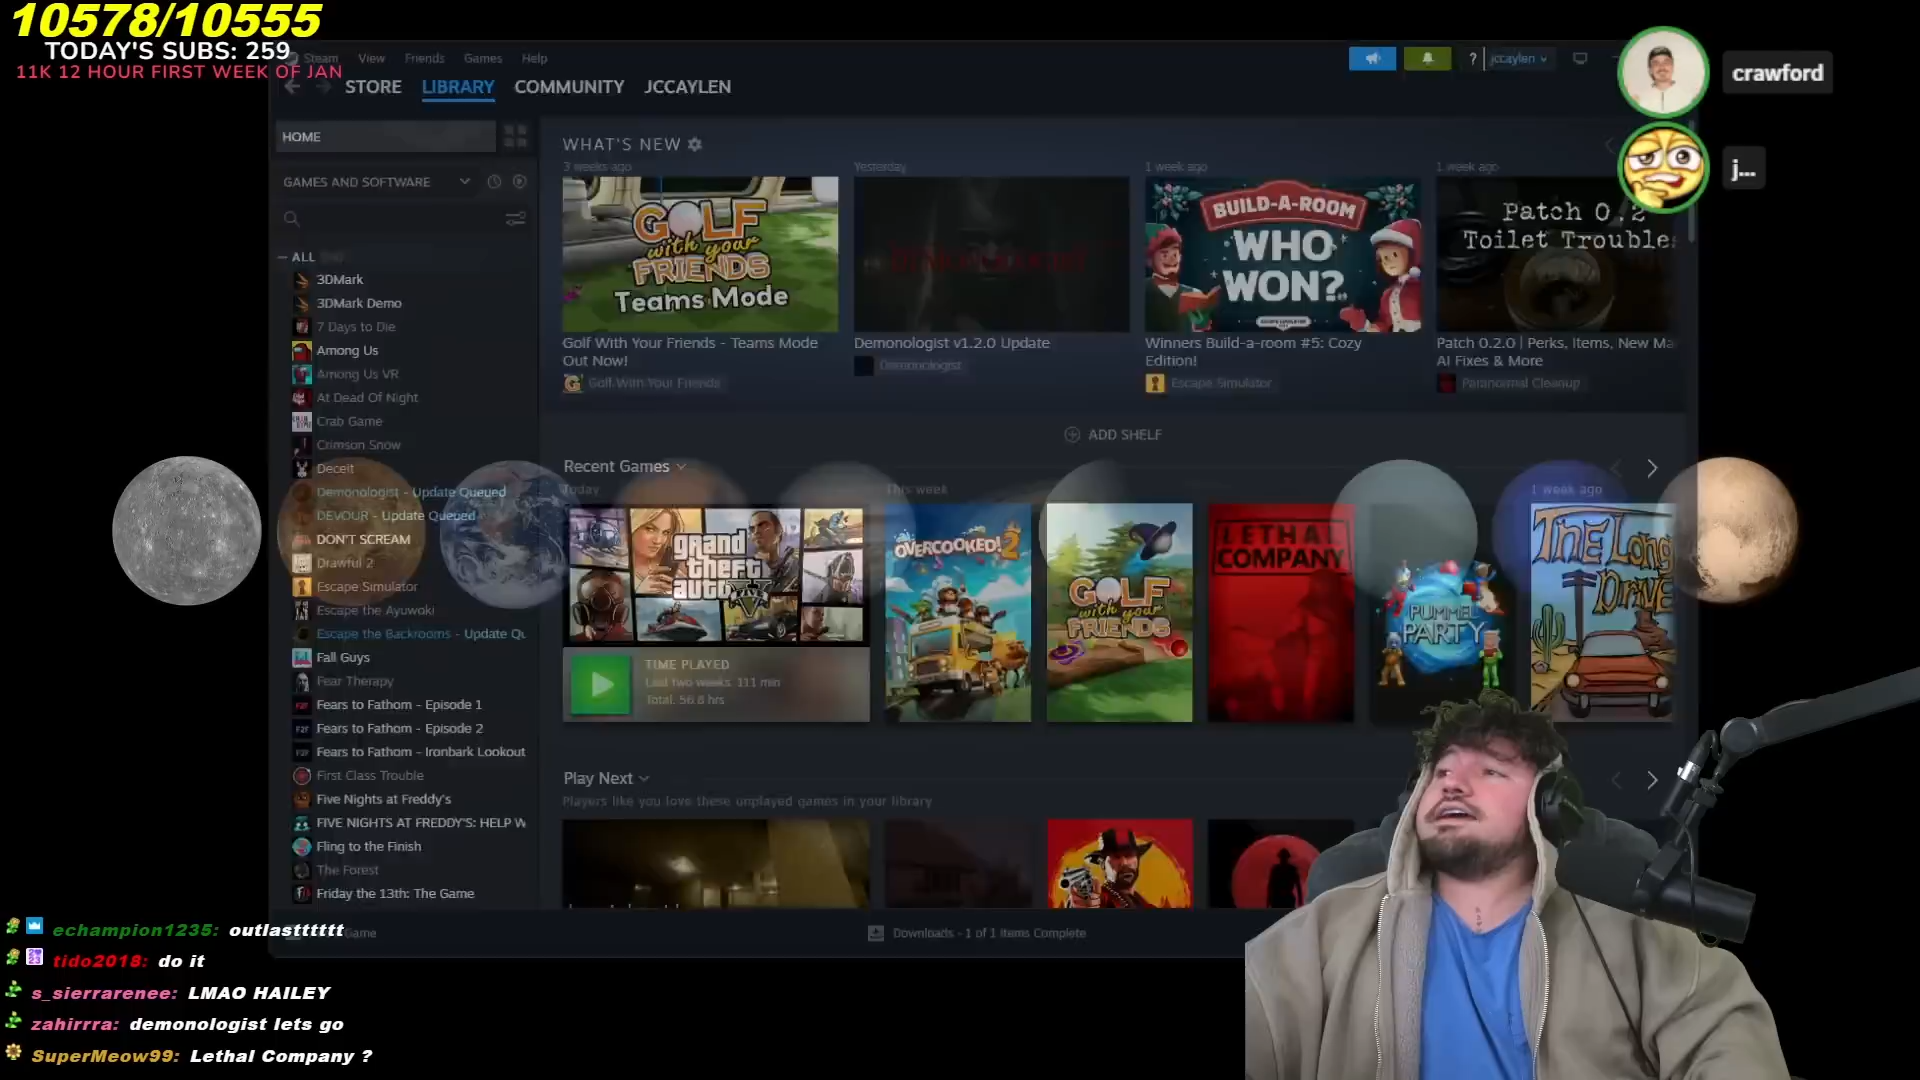 10578/10555
TODAY'S SUBS: 259
11K 12 HOUR FIRST WEEK OF JAN
Steam View Friends Games Help
? jccaylen
STORE LIBRARY COMMUNITY JCCAYLEN
crawford
j...
HOME
GAMES AND SOFTWARE
ALL
3DMark
3DMark Demo
7 Days to Die
Among Us
Among Us VR
At Dead Of Night
Crab Game
Crimson Snow
Deceit
Demonologist - Update Queued
DEVOUR - Update Queued
DON'T SCREAM
Drawful 2
Escape Simulator
Escape the Ayuwoki
Escape the Backrooms - Update Qu
Fall Guys
Fear Therapy
Fears to Fathom - Episode 1
Fears to Fathom - Episode 2
Fears to Fathom - Ironbark Lookout
First Class Trouble
Five Nights at Freddy's
FIVE NIGHTS AT FREDDY'S: HELP W
Fling to the Finish
The Forest
Friday the 13th: The Game
Game
WHAT'S NEW
3 weeks ago
Yesterday
1 week ago
1 week ago
GOLF
with your
FRIENDS
Teams Mode
DEMONOLOGIST
BUILD-A-ROOM
WHO
WON?
Patch 0.2
Toilet Trouble
Golf With Your Friends - Teams Mode
Out Now!
Golf With Your Friends
Demonologist v1.2.0 Update
Demonologist
Winners Build-a-room #5: Cozy
Edition!
Escape Simulator
Patch 0.2.0 | Perks, Items, New Ma
AI Fixes & More
Paranormal Cleanup
ADD SHELF
Recent Games
Today
This week
1 week ago
grand
theft
auto
V
LIVE
TIME PLAYED
Last two weeks: 111 min
Total: 56.8 hrs
OVERCOOKED! 2
GOLF
with your
FRIENDS
LETHAL
COMPANY
PUMMEL
PARTY
THE LONG
DRIVE
Play Next
Players like you love these unplayed games in your library
Downloads - 1 of 1 Items Complete
echampion1235: outlastttttt
tido2018: do it
s_sierrarenee: LMAO HAILEY
zahirrra: demonologist lets go
SuperMeow99: Lethal Company ?